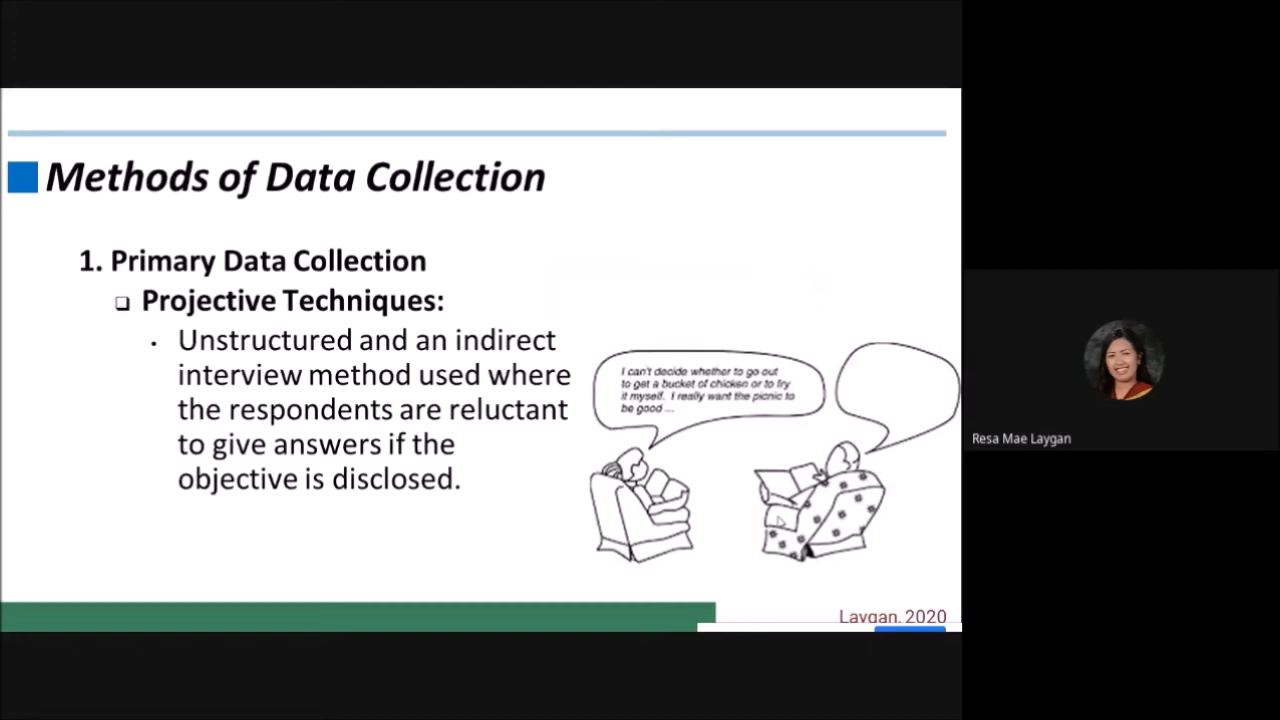 Methods of Data Collection
1. Primary Data Collection
❑ Projective Techniques:
• Unstructured and an indirect
interview method used where
the respondents are reluctant
to give answers if the
objective is disclosed.
I can't decide whether to go out
to get a bucket of chicken or to fry
it myself. I really want the picnic to
be good ...
Laygan, 2020
Resa Mae Laygan